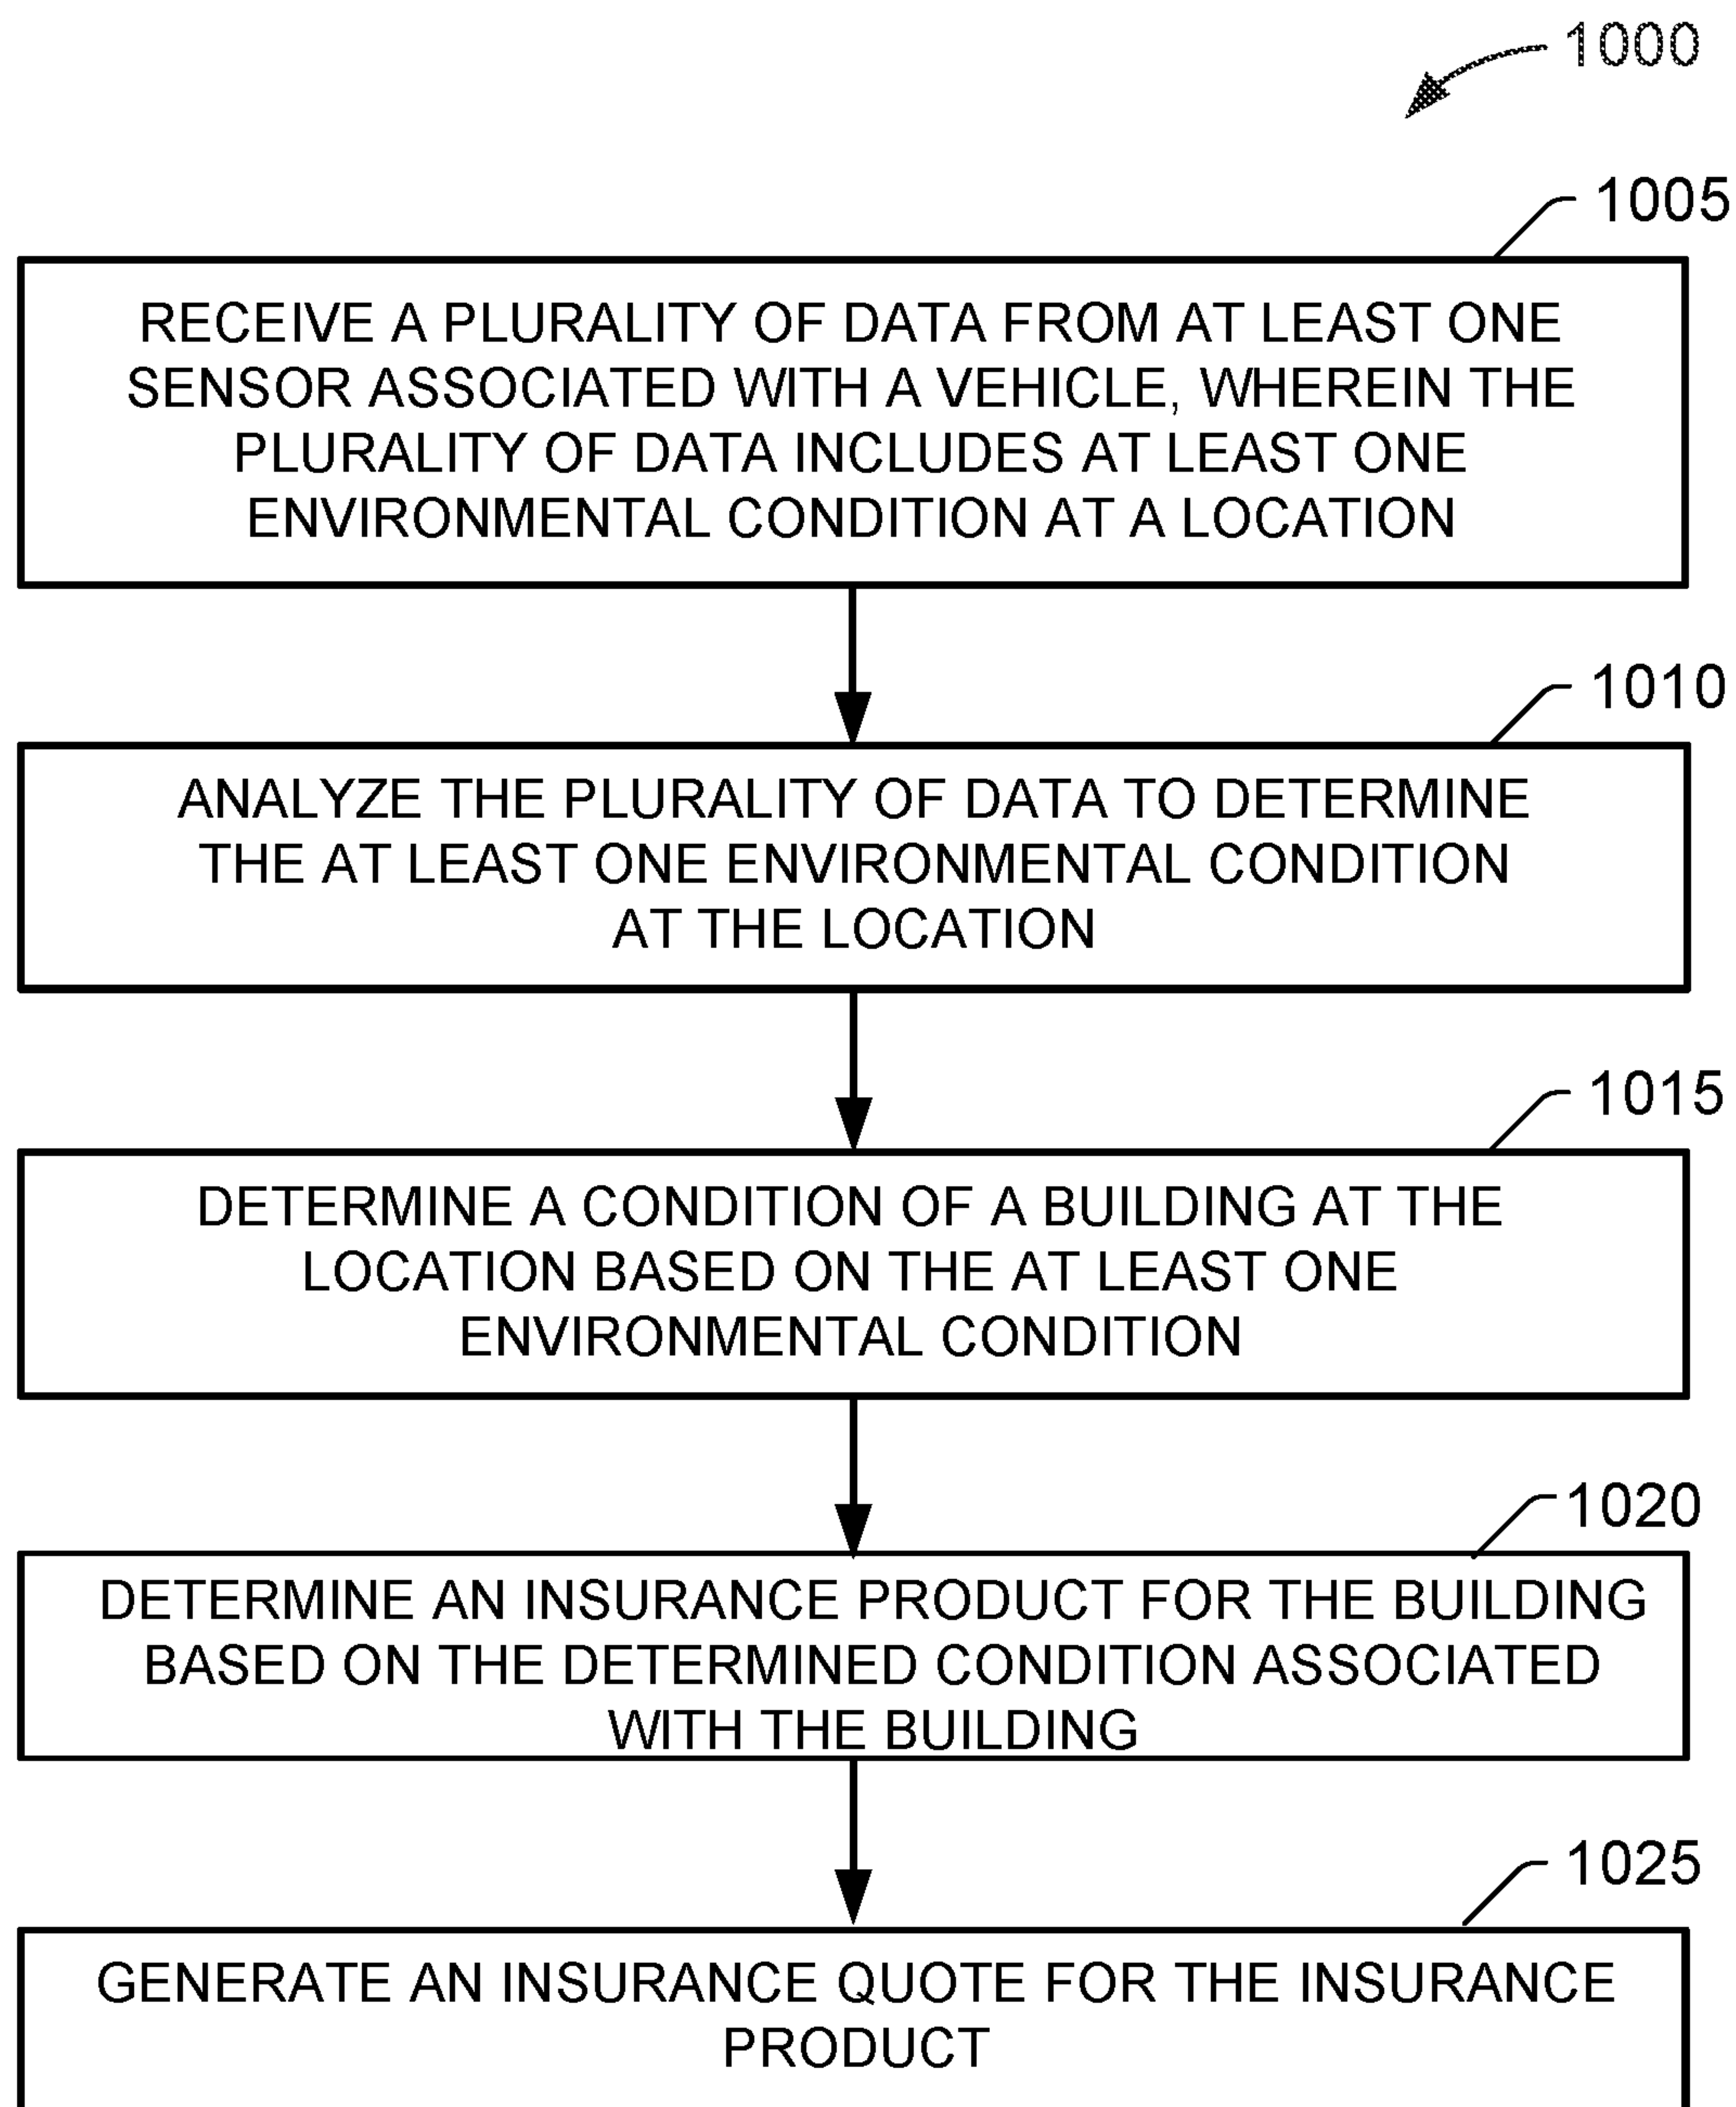 1000
1005
RECEIVE A PLURALITY OF DATA FROM AT LEAST ONE
SENSOR ASSOCIATED WITH A VEHICLE, WHEREIN THE
PLURALITY OF DATA INCLUDES AT LEAST ONE
ENVIRONMENTAL CONDITION AT A LOCATION
1010
ANALYZE THE PLURALITY OF DATA TO DETERMINE
THE AT LEAST ONE ENVIRONMENTAL CONDITION
AT THE LOCATION
1015
DETERMINE A CONDITION OF A BUILDING AT THE
LOCATION BASED ON THE AT LEAST ONE
ENVIRONMENTAL CONDITION
1020
DETERMINE AN INSURANCE PRODUCT FOR THE BUILDING
BASED ON THE DETERMINED CONDITION ASSOCIATED
WITH THE BUILDING
1025
GENERATE AN INSURANCE QUOTE FOR THE INSURANCE
PRODUCT